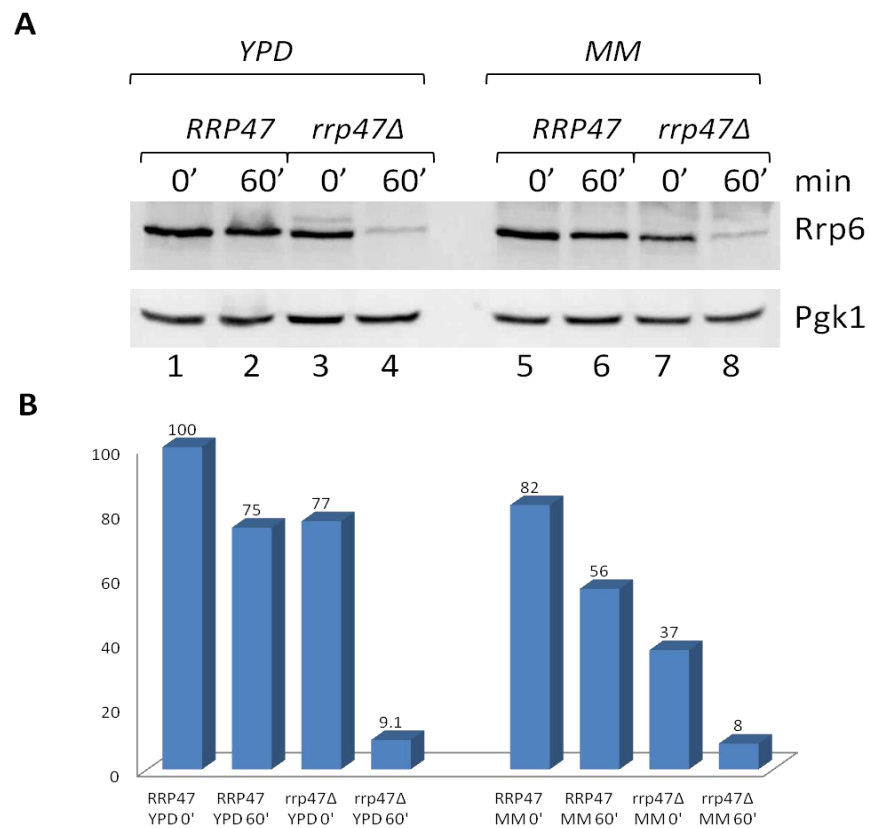 A
YPD MM
RRP47 rrp47Δ RRP47 rrp47Δ
0' 60' 0' 60' 0' 60' 0' 60' min
Rrp6
Pgk1
1 2 3 4 5 6 7 8
B
100
80
60
40
20
0
100 75 77 9.1 82 56 37 8
RRP47 RRP47 rrp47Δ rrp47Δ RRP47 RRP47 rrp47Δ rrp47Δ
YPD 0' YPD 60' YPD 0' YPD 60' MM 0' MM 60' MM 0' MM 60'